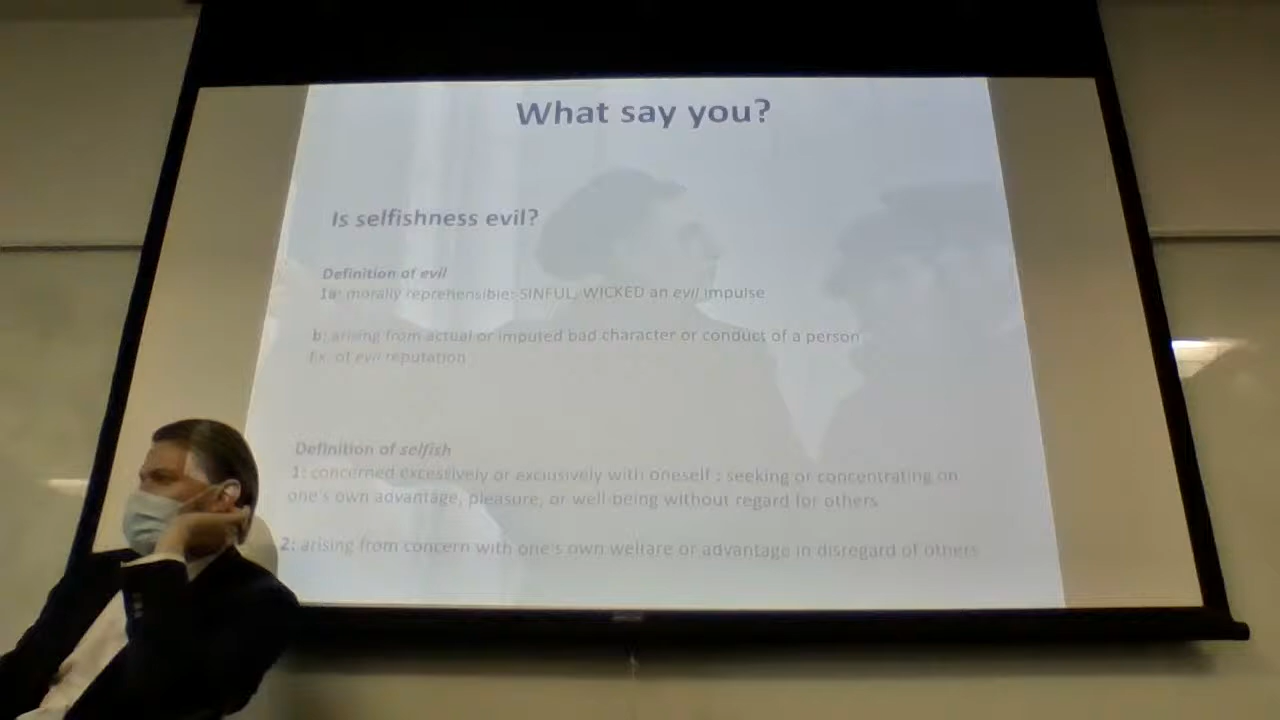 What say you?
Is selfishness evil?
Definition of evil
1a: morally reprehensible: SINFUL, WICKED an evil impulse
b: arising from actual or imputed bad character or conduct of a person
Ex. of evil reputation
Definition of selfish
1: concerned excessively or exclusively with oneself : seeking or concentrating on
one's own advantage, pleasure, or well-being without regard for others
2: arising from concern with one's own welfare or advantage in disregard of others